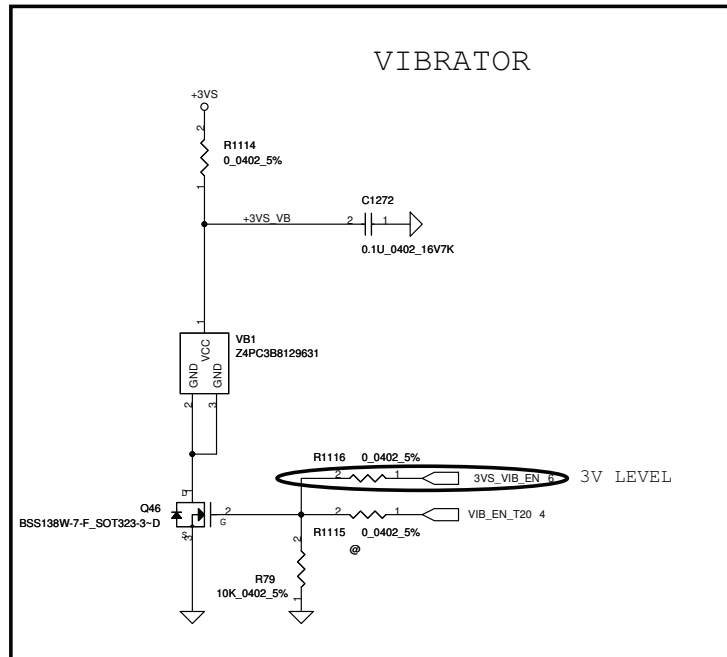 VIBRATOR
+3VS
2
R1114
0_0402_5%
1
C1272
+3VS_VB
2
1
0.1U_0402_16V7K
1
VB1
Z4PC3B8129631
VCC
GND
GND
2
3
R1116 0_0402_5%
2
1
3VS_VIB_EN 6
3V LEVEL
1
D
Q46
BSS138W-7-F_SOT323-3~D
2
G
S
3
2
1
VIB_EN_T20 4
R1115 0_0402_5%
@
2
R79
10K_0402_5%
1